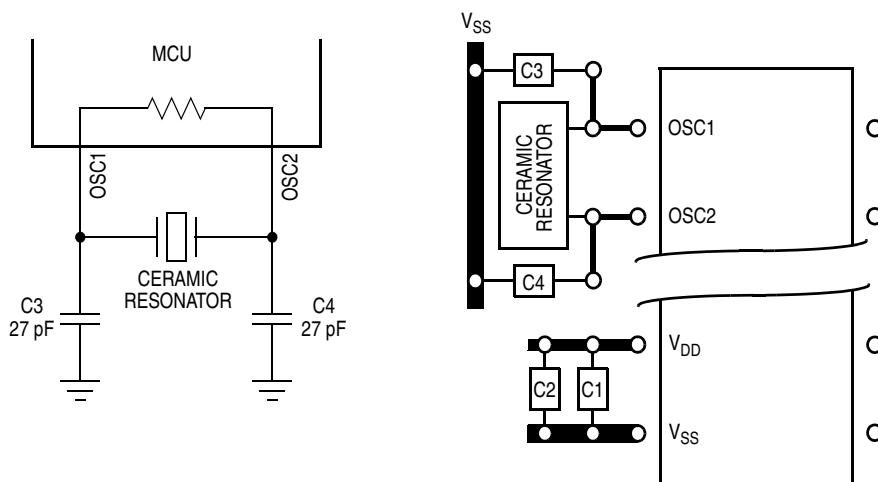 MCU
OSC1
OSC2
CERAMIC
RESONATOR
C3
27 pF
C4
27 pF
VSS
C3
CERAMIC
RESONATOR
C4
OSC1
OSC2
VDD
C2
C1
VSS